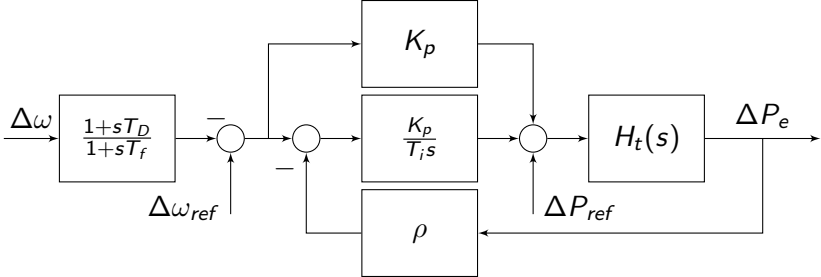 K_p
Δω
1+sT_D
1+sT_f
−
K_p
T_i s
H_t(s)
ΔP_e
−
Δω_ref
ΔP_ref
ρ